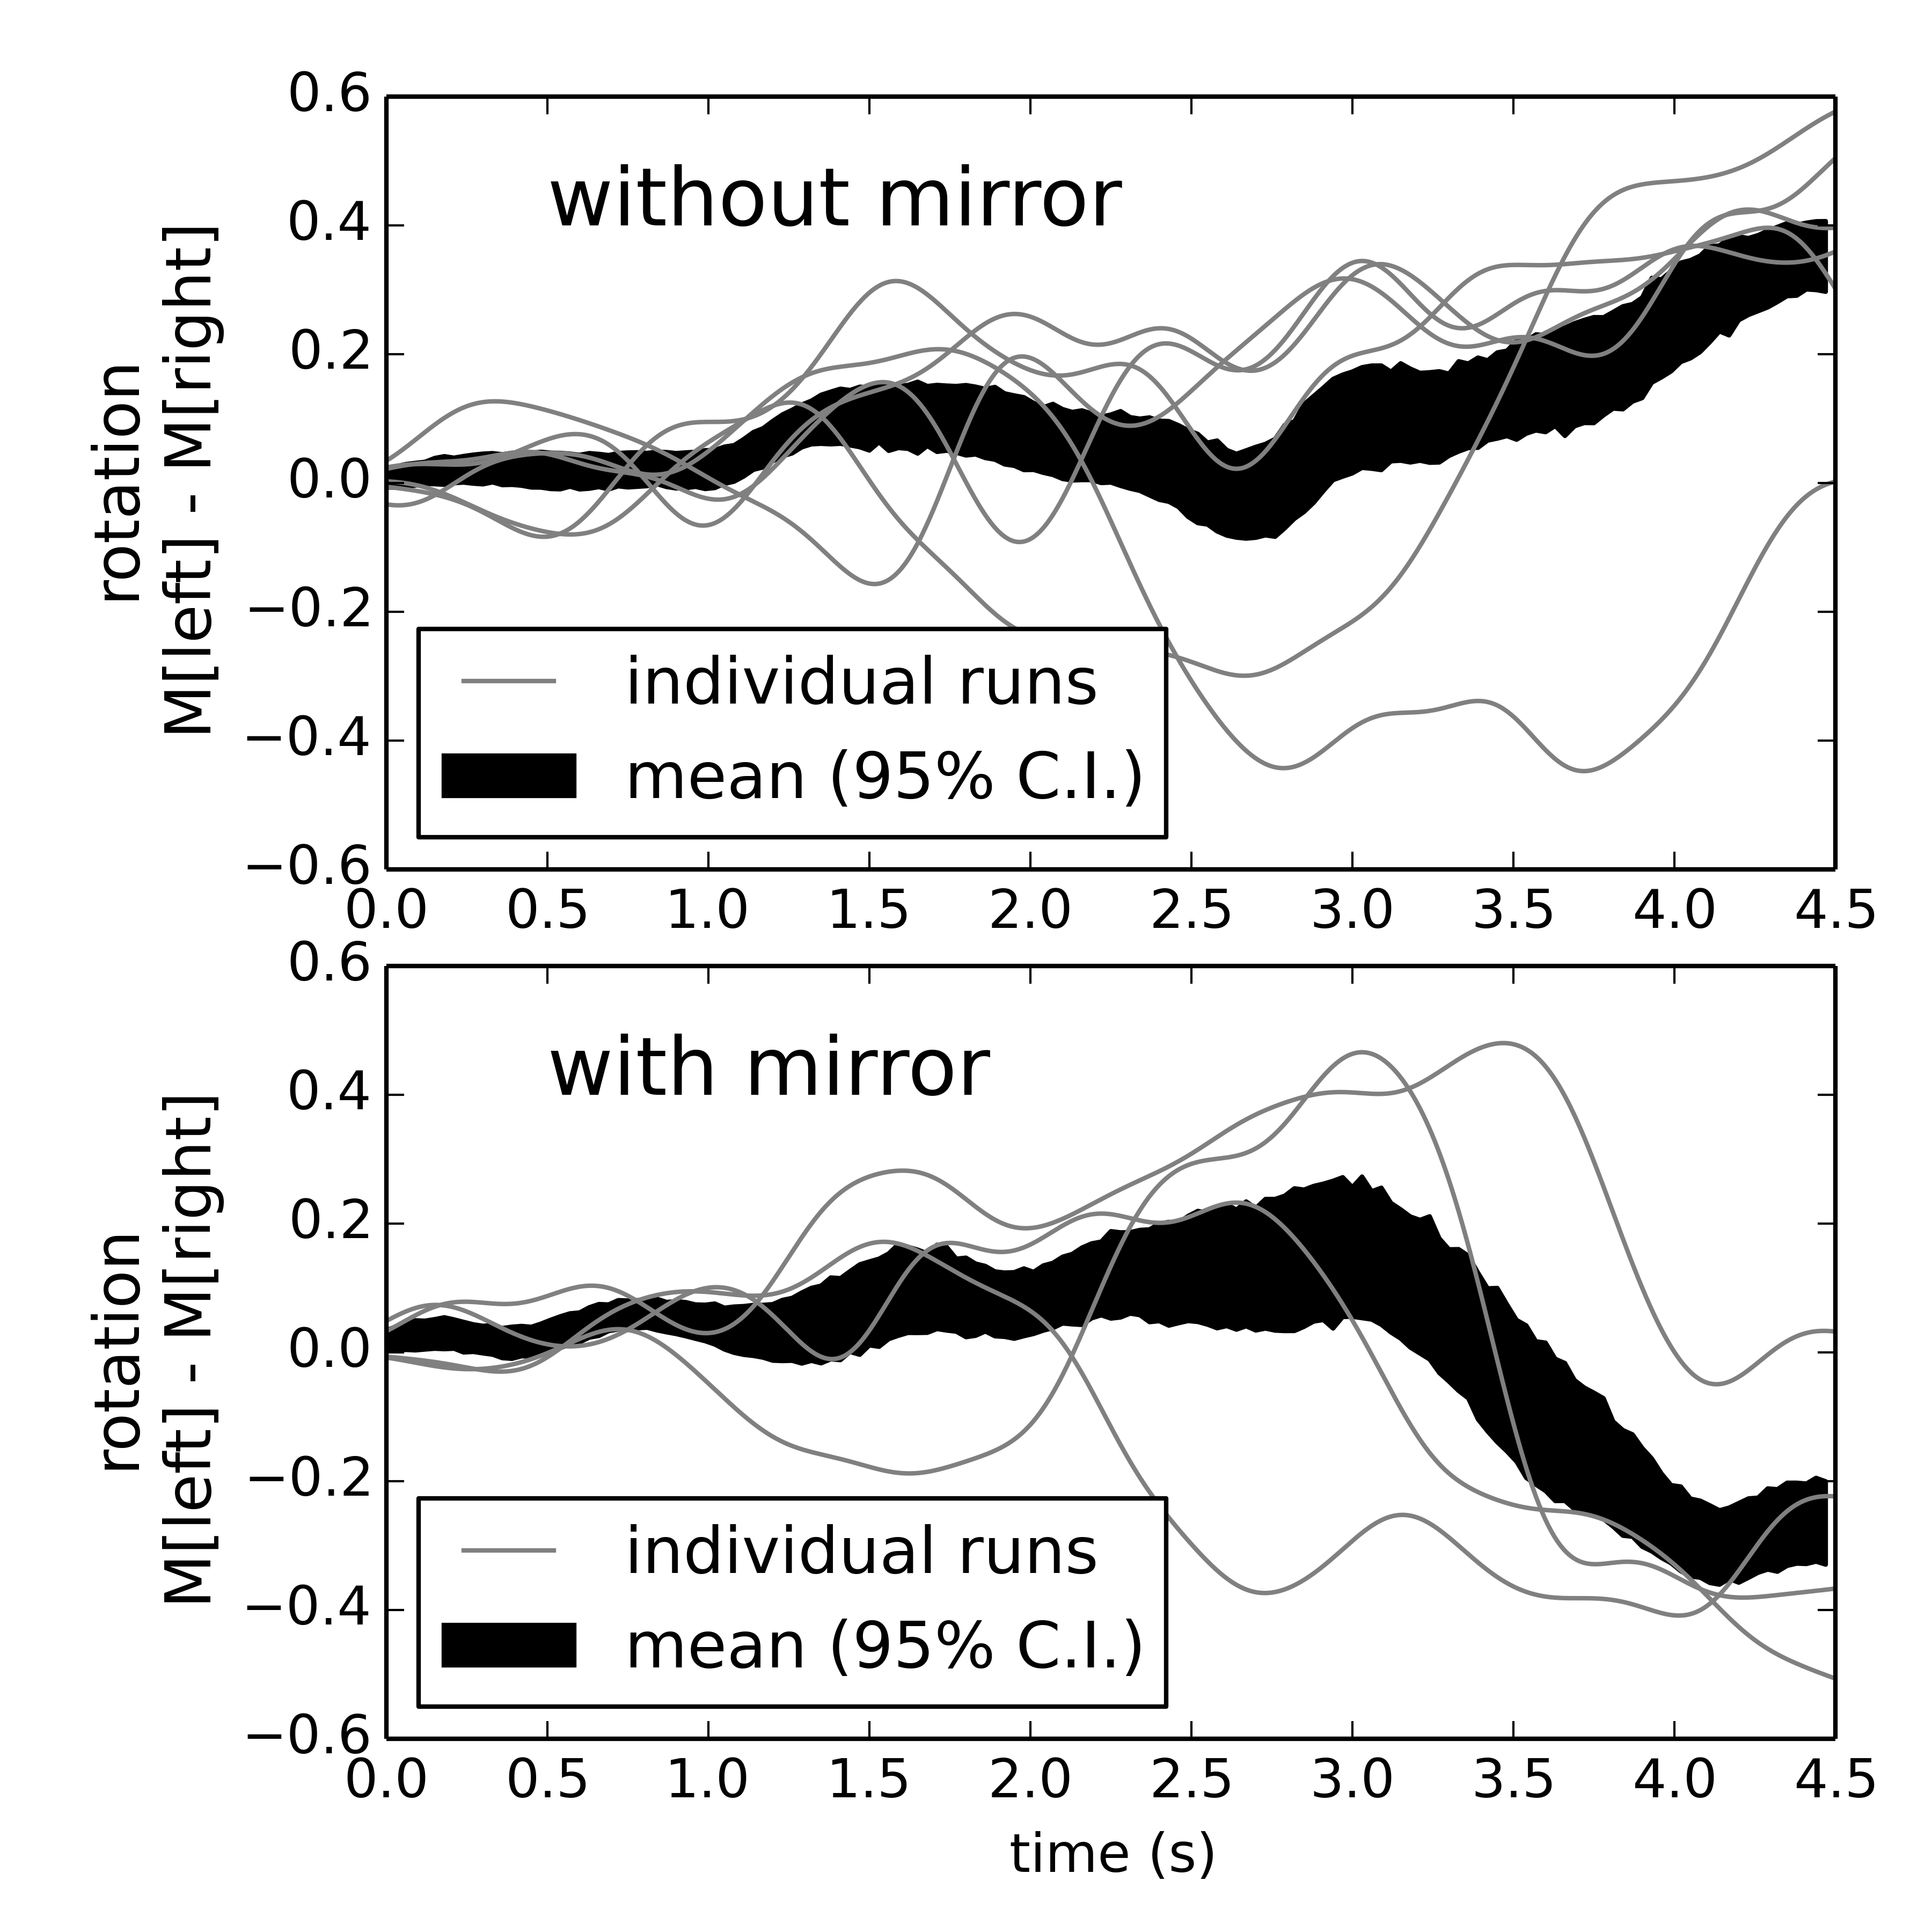 0.6
0.4
0.2
0.0
−0.2
−0.4
−0.6
rotation
M[left] - M[right]
without mirror
individual runs
mean (95% C.I.)
0.0 0.5 1.0 1.5 2.0 2.5 3.0 3.5 4.0 4.5
0.6
0.4
0.2
0.0
−0.2
−0.4
−0.6
rotation
M[left] - M[right]
with mirror
individual runs
mean (95% C.I.)
0.0 0.5 1.0 1.5 2.0 2.5 3.0 3.5 4.0 4.5
time (s)